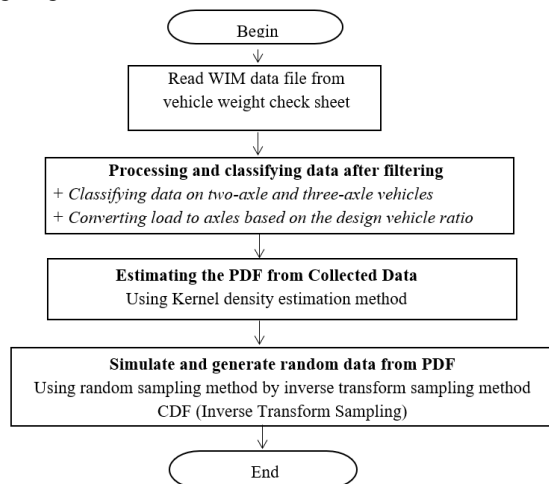 Begin
Read WIM data file from
vehicle weight check sheet
Processing and classifying data after filtering
+ Classifying data on two-axle and three-axle vehicles
+ Converting load to axles based on the design vehicle ratio
Estimating the PDF from Collected Data
Using Kernel density estimation method
Simulate and generate random data from PDF
Using random sampling method by inverse transform sampling method
CDF (Inverse Transform Sampling)
End